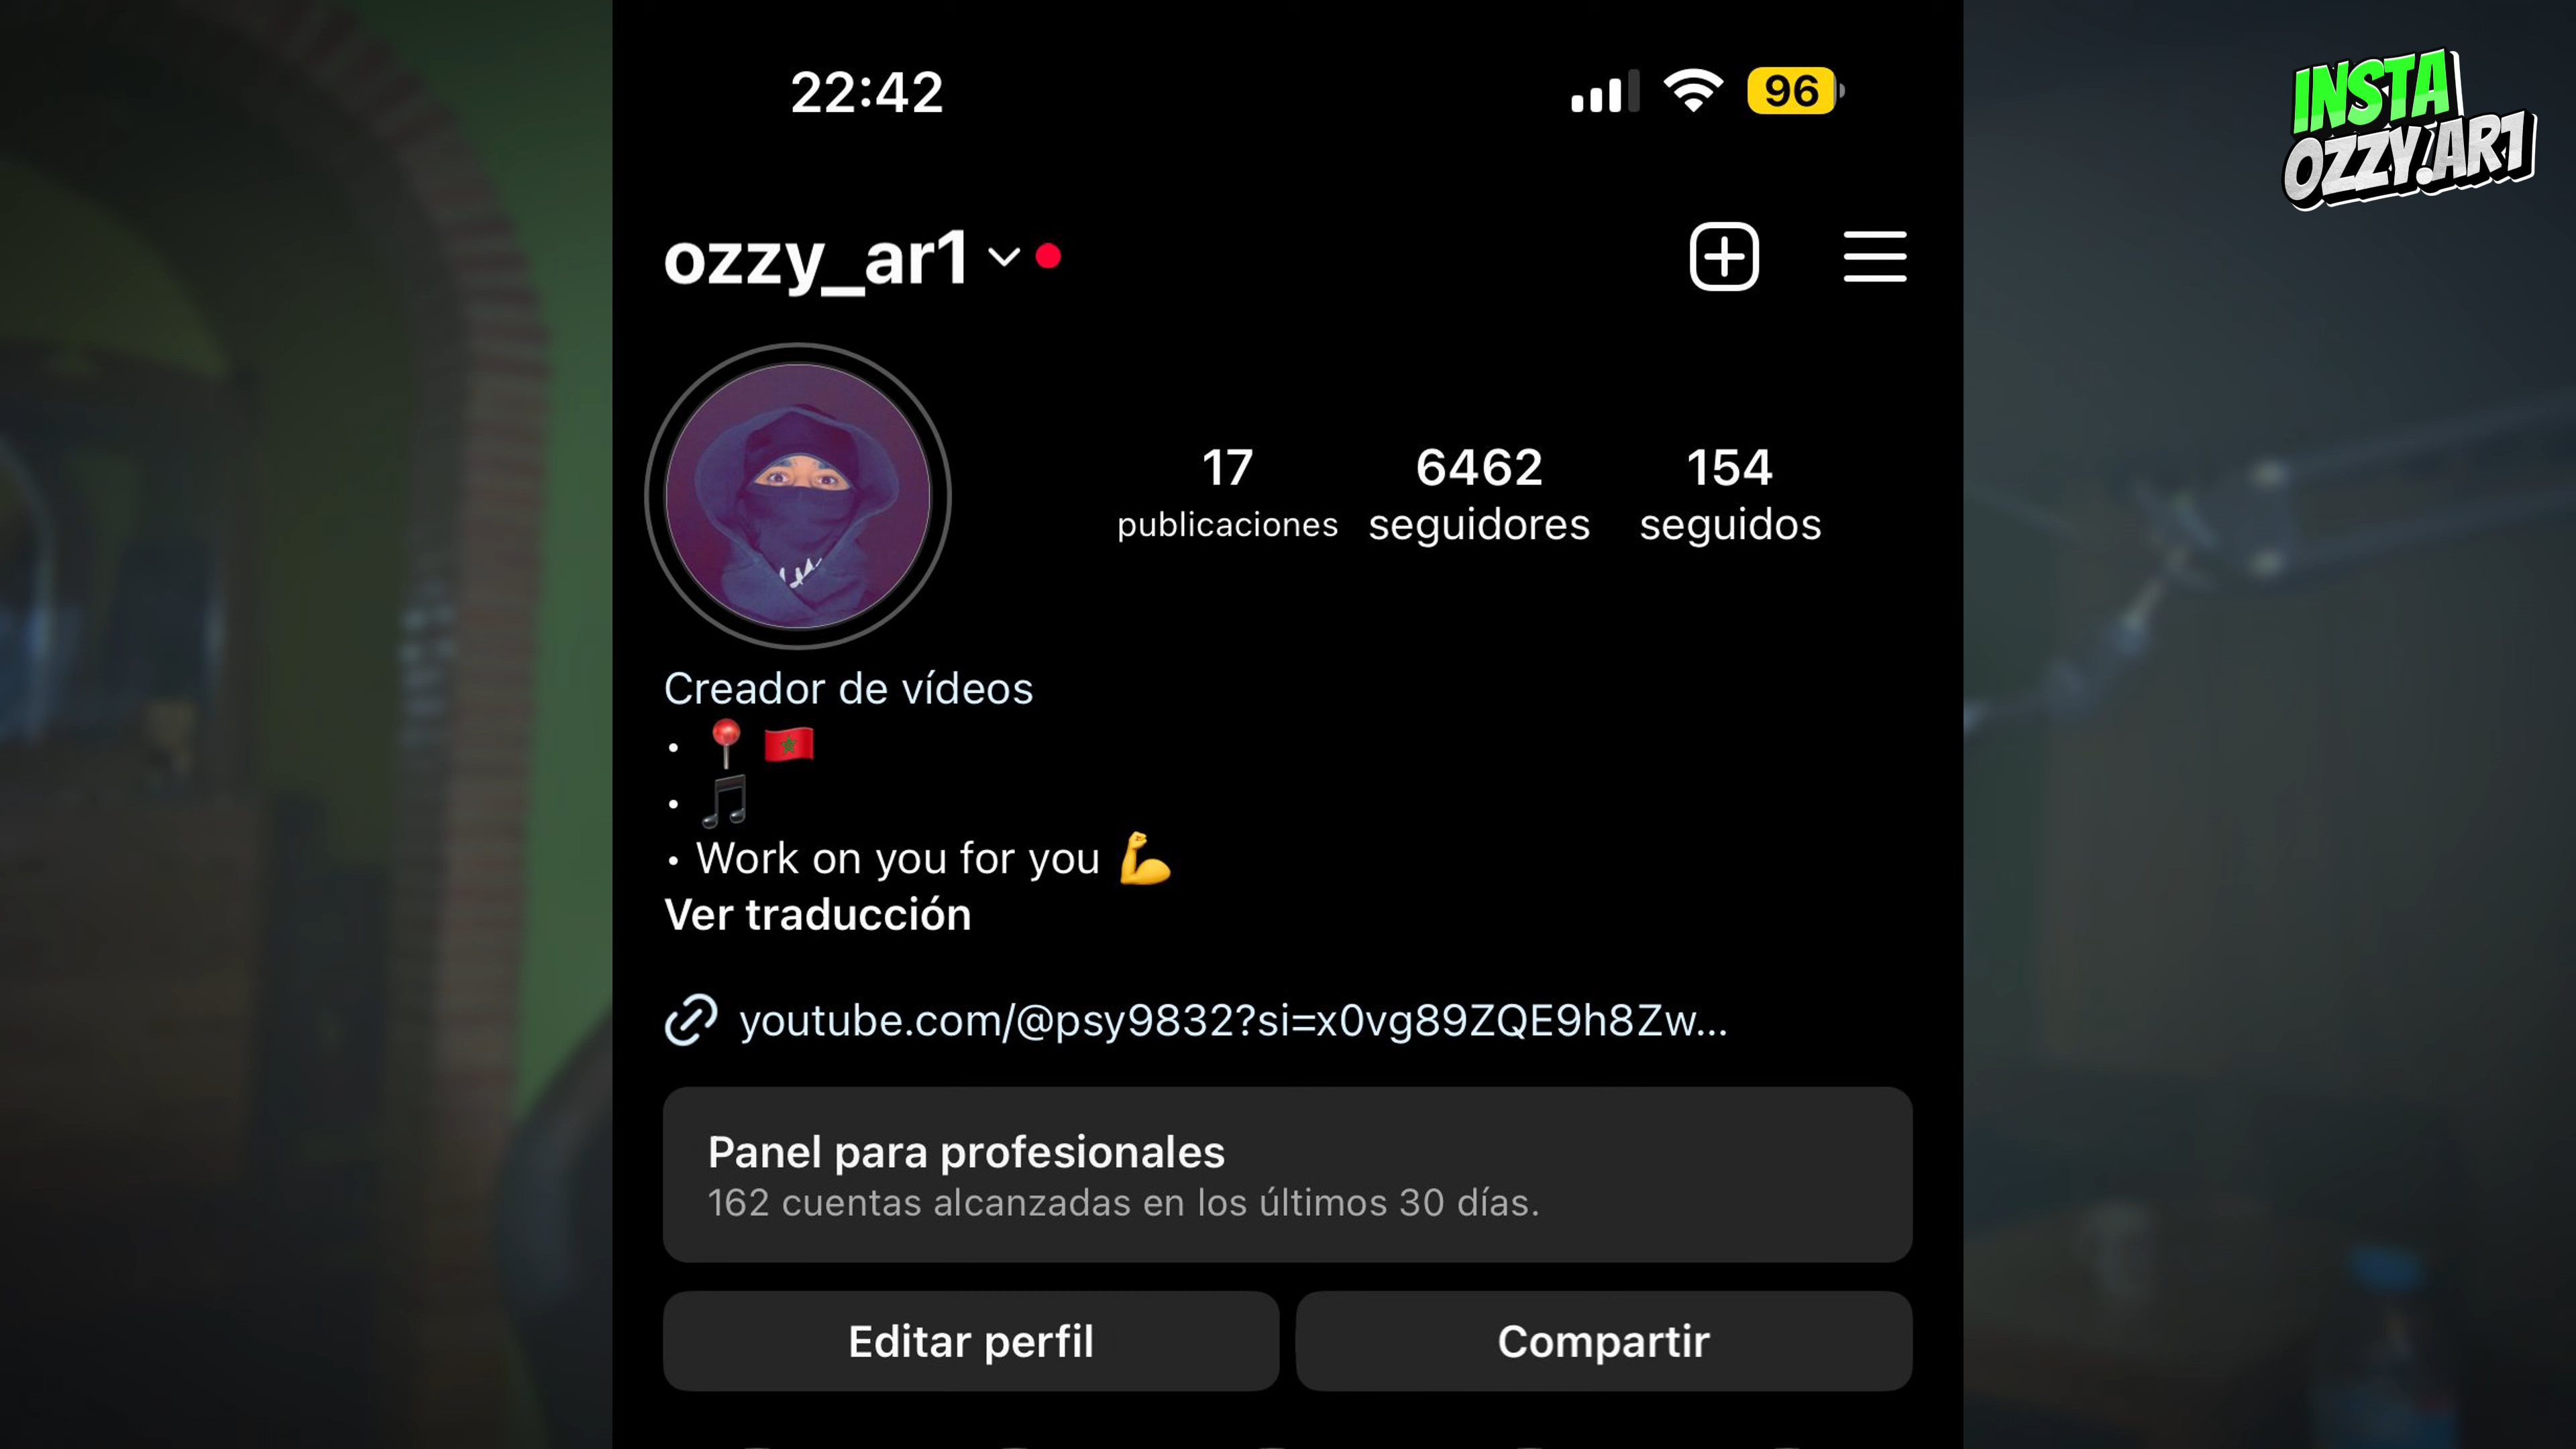 22:42
96
INSTA
OZZY.AR1
ozzy_ar1
17
publicaciones
6462
seguidores
154
seguidos
Creador de vídeos
• 📍 🇲🇦
• 🎵
• Work on you for you 💪
Ver traducción
youtube.com/@psy9832?si=x0vg89ZQE9h8Zw...
Panel para profesionales
162 cuentas alcanzadas en los últimos 30 días.
Editar perfil
Compartir